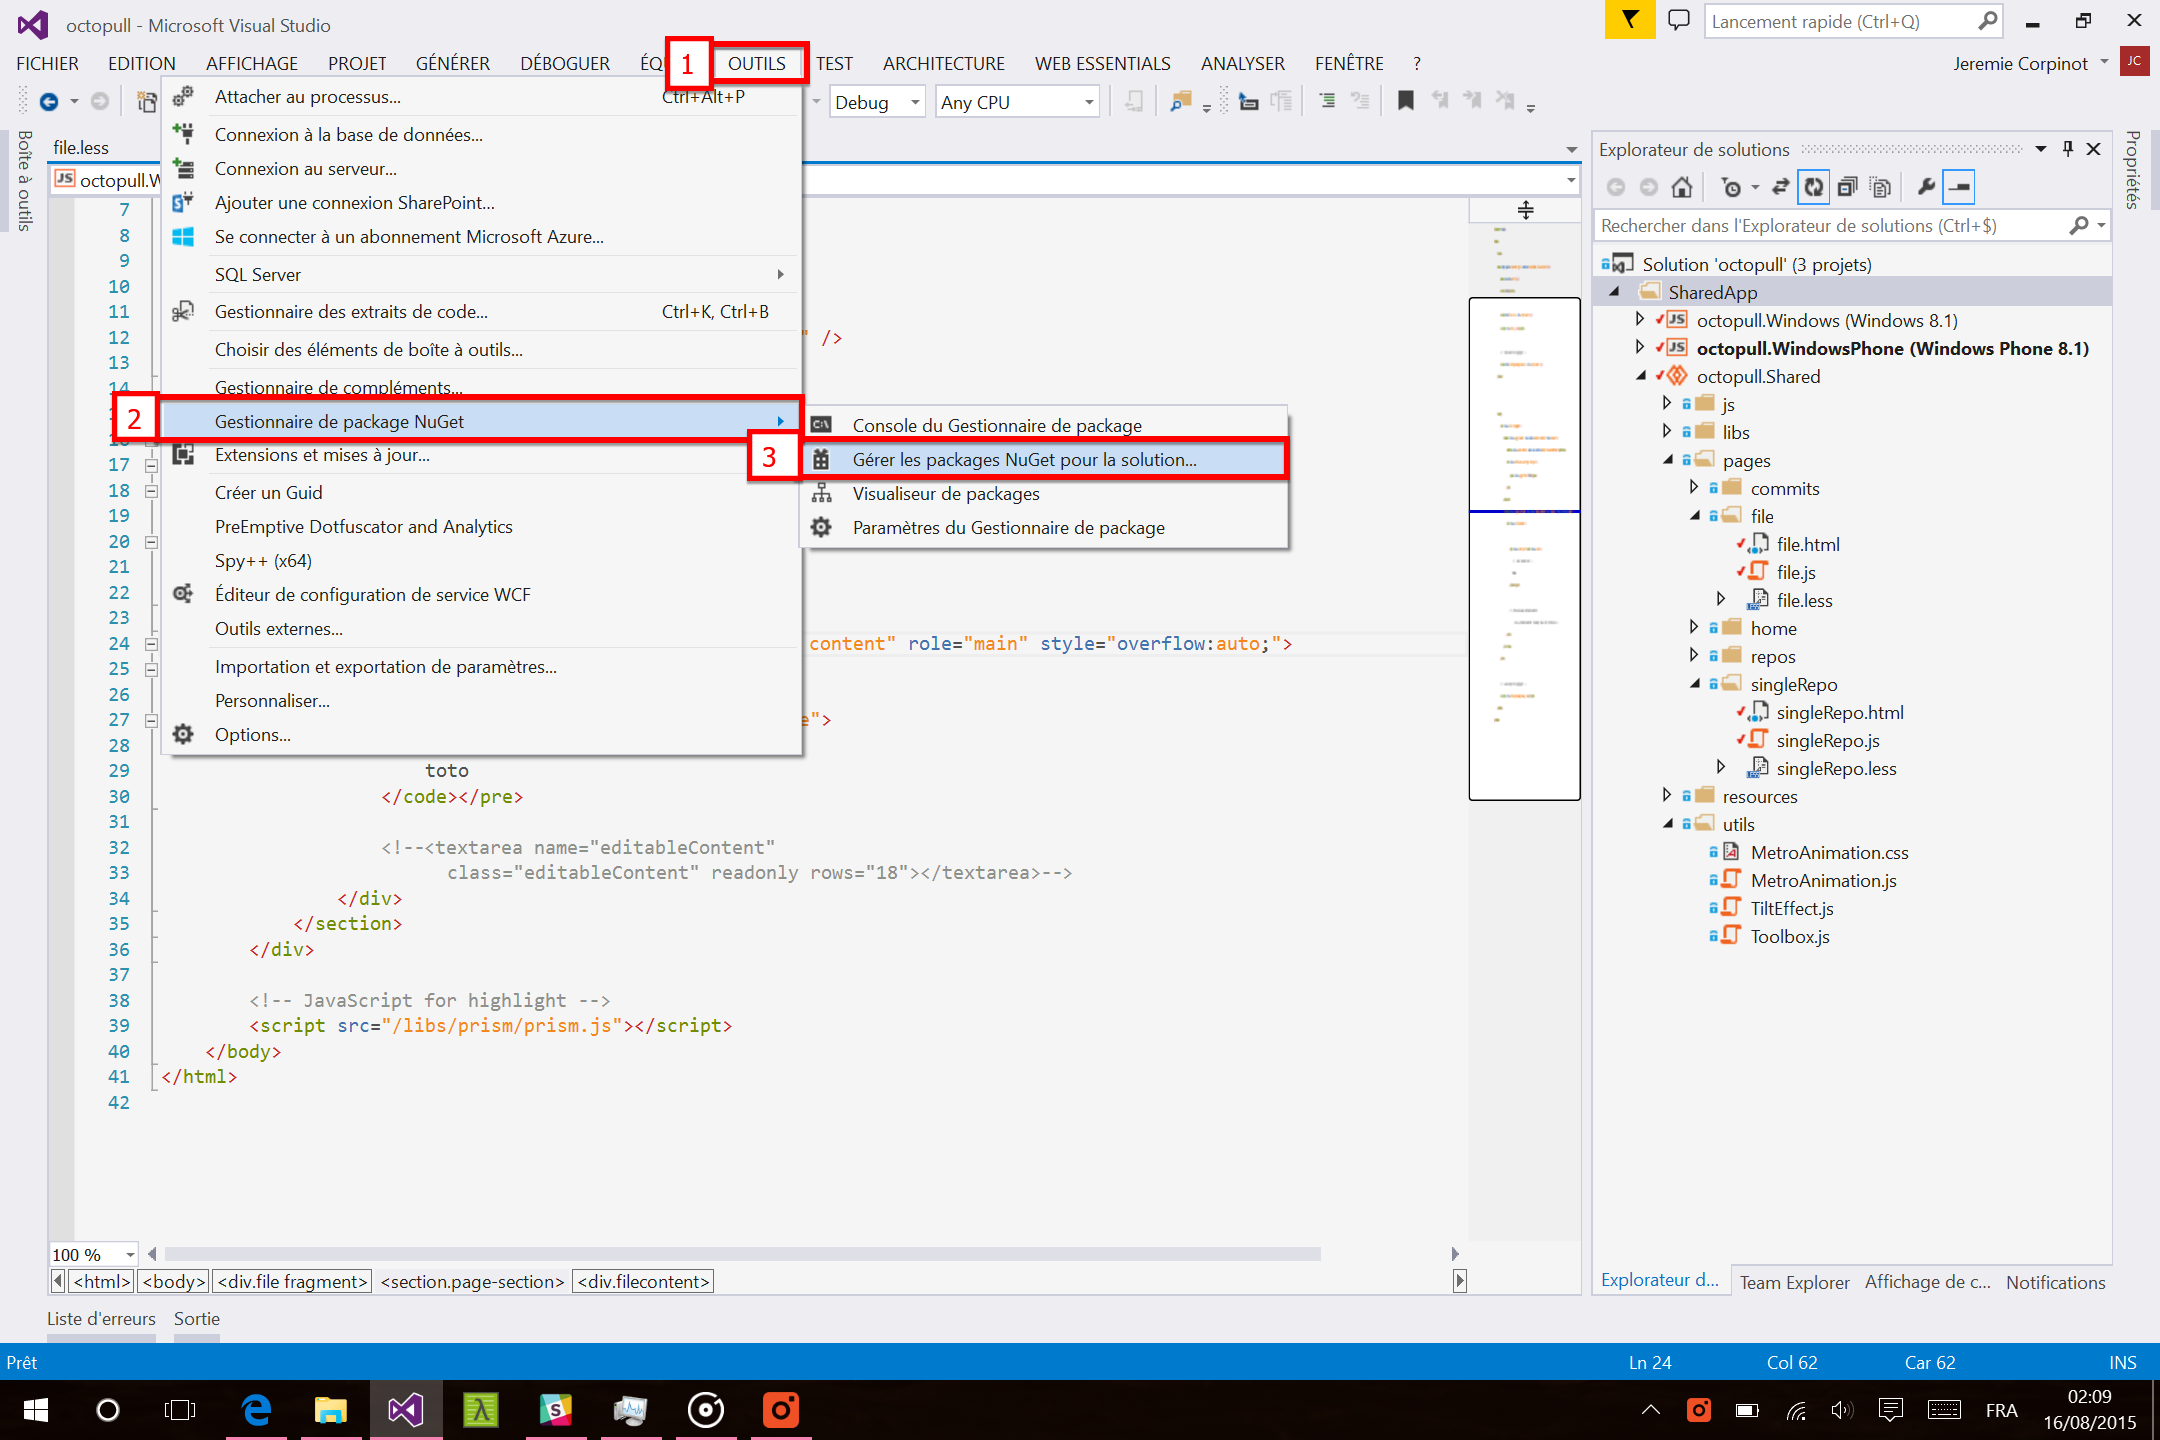 octopull - Microsoft Visual Studio
Lancement rapide (Ctrl+Q)
FICHIER EDITION AFFICHAGE PROJET GÉNÉRER DÉBOGUER ÉQU 1 OUTILS TEST ARCHITECTURE WEB ESSENTIALS ANALYSER FENÊTRE ?
Jeremie Corpinot JC
Debug Any CPU
Boîte à outils
file.less
octopull.W
Attacher au processus... Ctrl+Alt+P
Connexion à la base de données...
Connexion au serveur...
Ajouter une connexion SharePoint...
Se connecter à un abonnement Microsoft Azure...
SQL Server
Gestionnaire des extraits de code... Ctrl+K, Ctrl+B
Choisir des éléments de boîte à outils...
Gestionnaire de compléments...
2 Gestionnaire de package NuGet
Extensions et mises à jour...
Créer un Guid
PreEmptive Dotfuscator and Analytics
Spy++ (x64)
Éditeur de configuration de service WCF
Outils externes...
Importation et exportation de paramètres...
Personnaliser...
Options...
Console du Gestionnaire de package
3 Gérer les packages NuGet pour la solution...
Visualiseur de packages
Paramètres du Gestionnaire de package
7
8
9
10
11
12 " />
13
14
17
18
19
20
21
22
23
24 content" role="main" style="overflow:auto;">
25
26
27 e">
28
29 toto
30 </code></pre>
31
32 <!--<textarea name="editableContent"
33 class="editableContent" readonly rows="18"></textarea>-->
34 </div>
35 </section>
36 </div>
37
38 <!-- JavaScript for highlight -->
39 <script src="/libs/prism/prism.js"></script>
40 </body>
41 </html>
42
100 %
<html> <body> <div.file fragment> <section.page-section> <div.filecontent>
Liste d'erreurs Sortie
Explorateur de solutions
Rechercher dans l'Explorateur de solutions (Ctrl+$)
Solution 'octopull' (3 projets)
SharedApp
octopull.Windows (Windows 8.1)
octopull.WindowsPhone (Windows Phone 8.1)
octopull.Shared
js
libs
pages
commits
file
file.html
file.js
file.less
home
repos
singleRepo
singleRepo.html
singleRepo.js
singleRepo.less
resources
utils
MetroAnimation.css
MetroAnimation.js
TiltEffect.js
Toolbox.js
Explorateur d... Team Explorer Affichage de c... Notifications
Propriétés
Prêt Ln 24 Col 62 Car 62 INS
FRA
02:09
16/08/2015